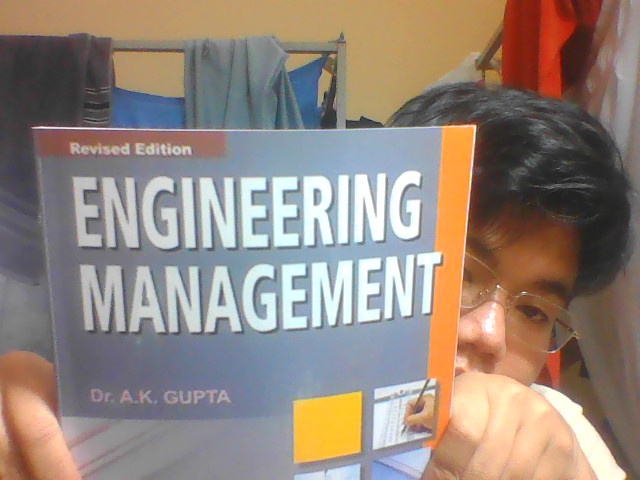 Revised Edition
ENGINEERING
MANAGEMENT
Dr. A.K. GUPTA